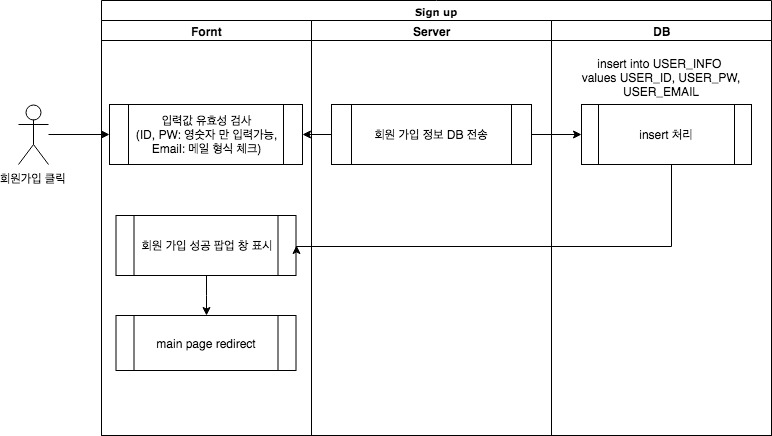 Sign up
Fornt
Server
DB
insert into USER_INFO
values USER_ID, USER_PW,
USER_EMAIL
입력값 유효성 검사
(ID, PW: 영숫자 만 입력가능,
Email: 메일 형식 체크)
회원 가입 정보 DB 전송
insert 처리
회원가입 클릭
회원 가입 성공 팝업 창 표시
main page redirect